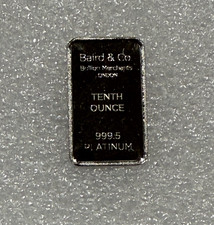 Baird & Co
Bullion Merchants
LONDON
TENTH
OUNCE
999.5
PLATINUM